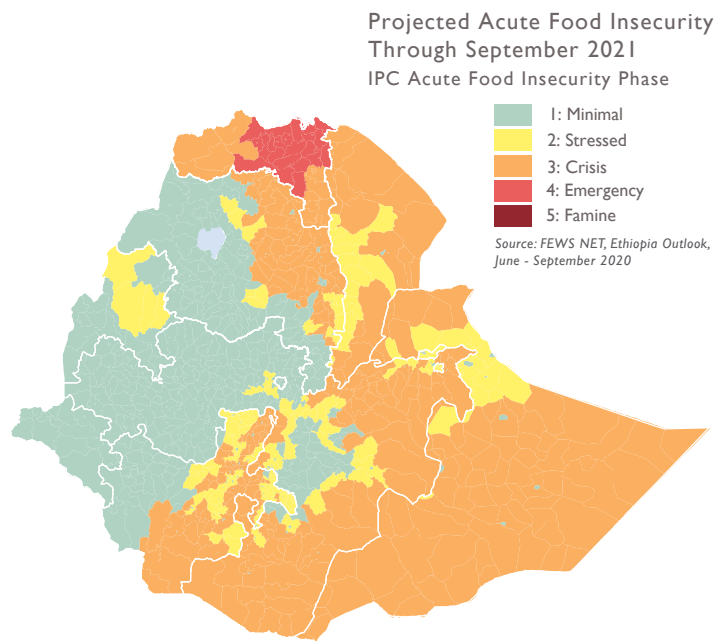 Projected Acute Food Insecurity
Through September 2021
IPC Acute Food Insecurity Phase
1: Minimal
2: Stressed
3: Crisis
4: Emergency
5: Famine
Source: FEWS NET, Ethiopia Outlook,
June - September 2020